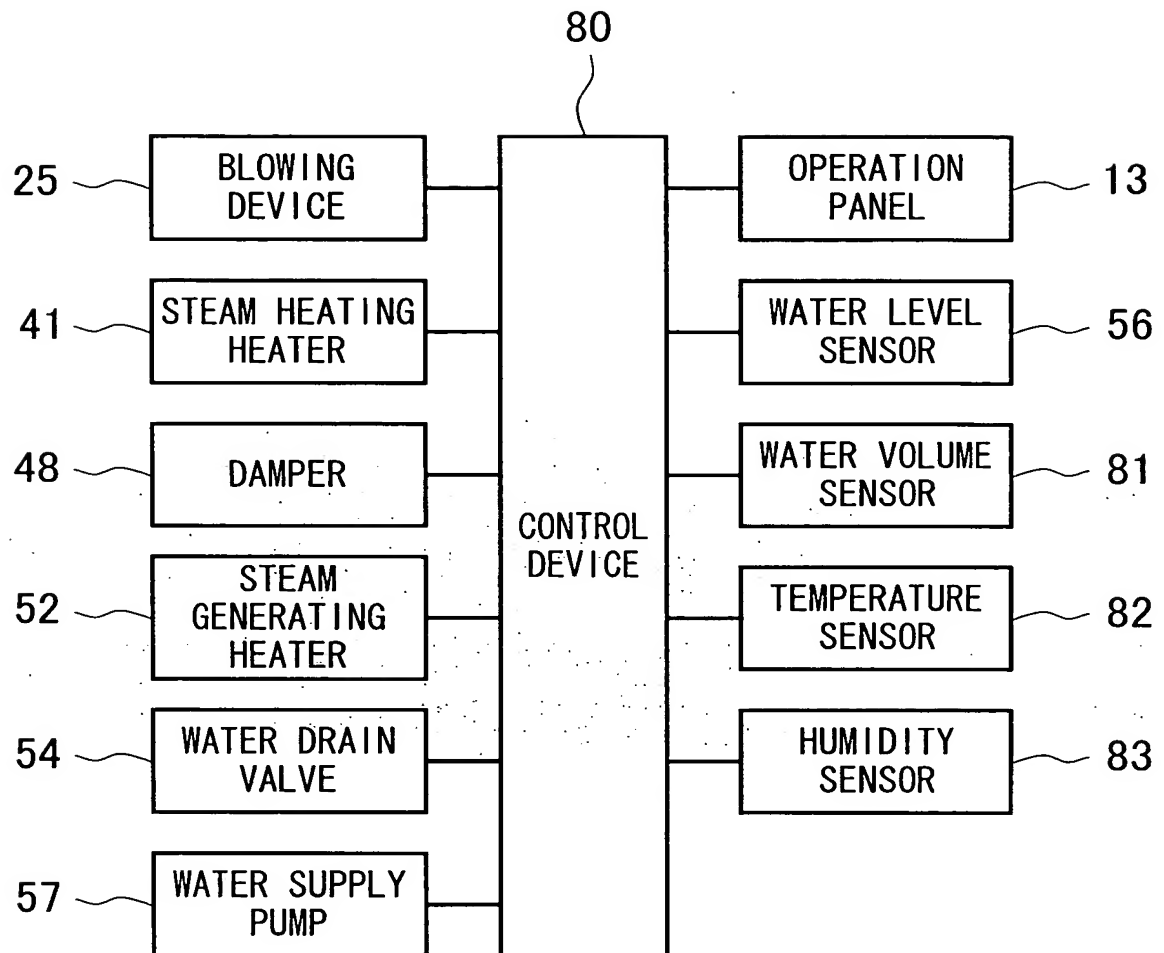 80
25
BLOWING
DEVICE
OPERATION
PANEL
13
41
STEAM HEATING
HEATER
WATER LEVEL
SENSOR
56
48
DAMPER
WATER VOLUME
SENSOR
81
CONTROL
DEVICE
52
STEAM
GENERATING
HEATER
TEMPERATURE
SENSOR
82
54
WATER DRAIN
VALVE
HUMIDITY
SENSOR
83
57
WATER SUPPLY
PUMP